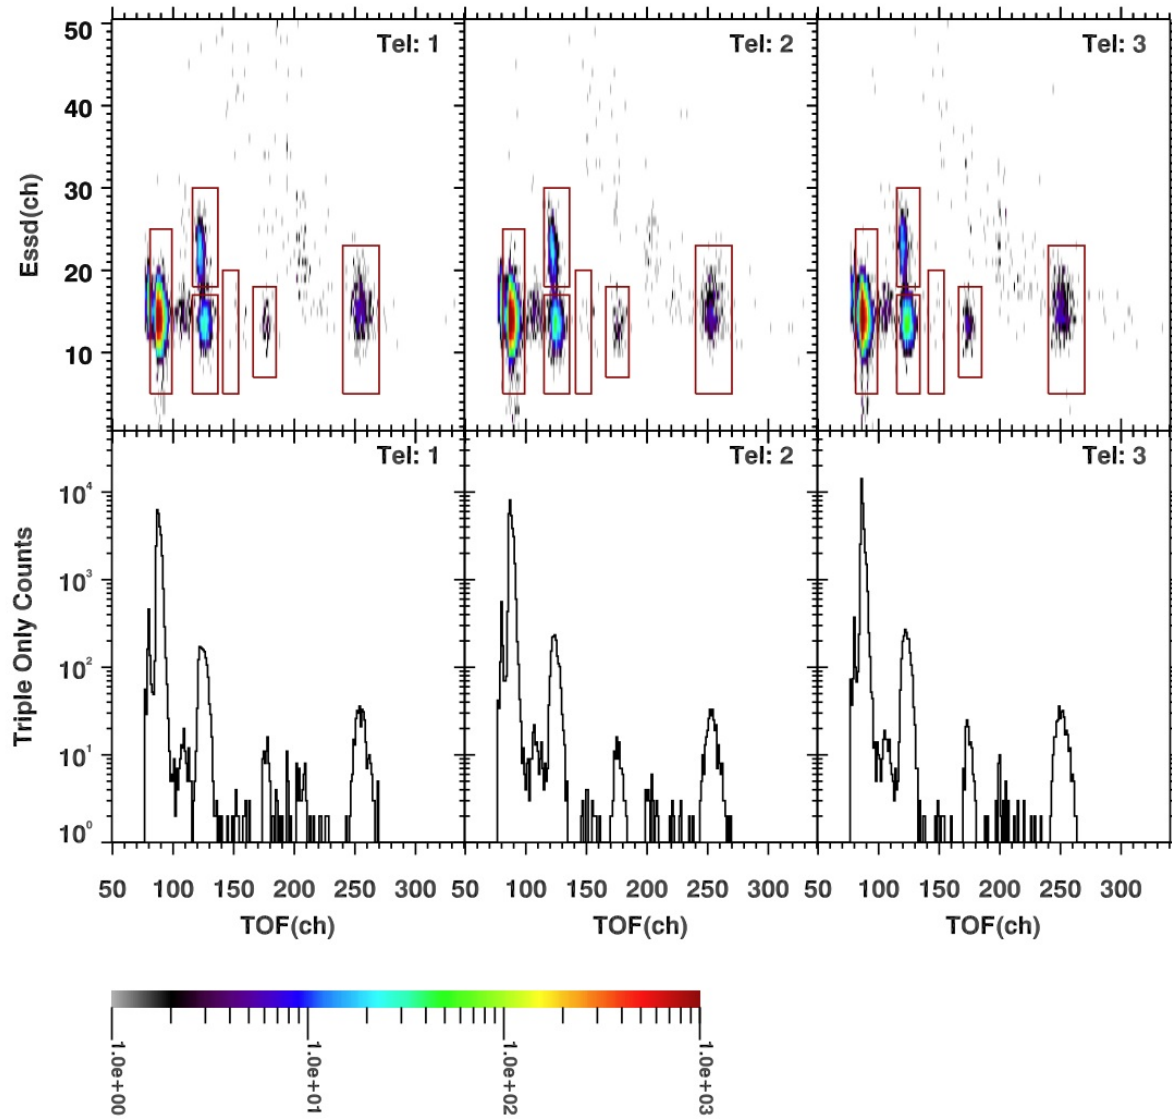 Tel: 1 Tel: 2 Tel: 3
50
40
30
20
10
Essd(ch)
Tel: 1 Tel: 2 Tel: 3
10⁴
10³
10²
10¹
10⁰
Triple Only Counts
50 100 150 200 250 300 50 100 150 200 250 300 50 100 150 200 250 300
TOF(ch) TOF(ch) TOF(ch)
1.0e+00 1.0e+01 1.0e+02 1.0e+03